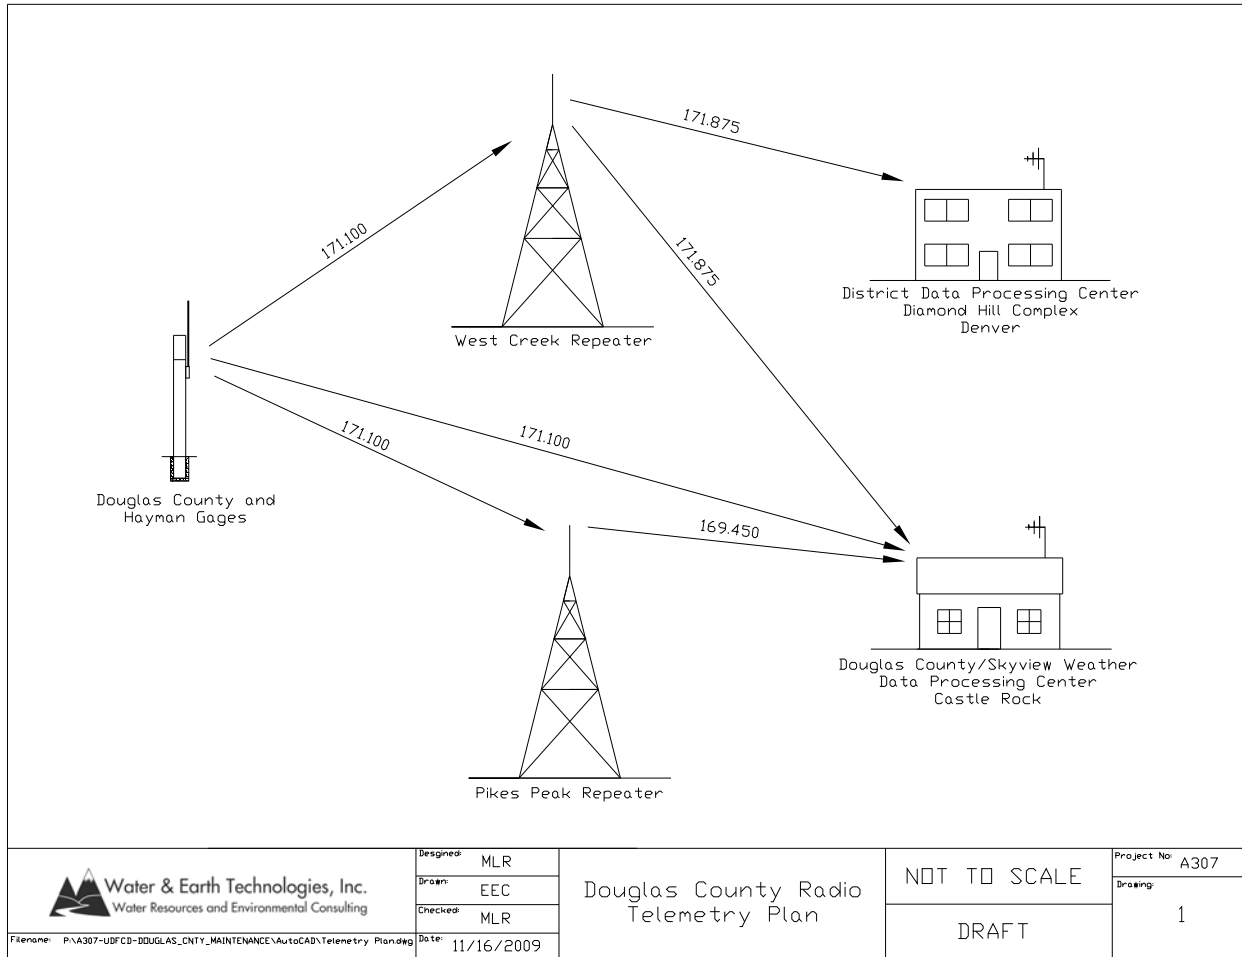 171.875
171.100
171.875
District Data Processing Center
Diamond Hill Complex
Denver
West Creek Repeater
171.100
171.100
Douglas County and
Hayman Gages
169.450
Douglas County/Skyview Weather
Data Processing Center
Castle Rock
Pikes Peak Repeater
Water & Earth Technologies, Inc.
Water Resources and Environmental Consulting
Filename: P:\A307-UDFCD-DOUGLAS_CNTY_MAINTENANCE\AutoCAD\Telemetry Plan.dwg
Desgined: MLR
Drawn: EEC
Checked: MLR
Date: 11/16/2009
Douglas County Radio
Telemetry Plan
NOT TO SCALE
DRAFT
Project No: A307
Drawing:
1